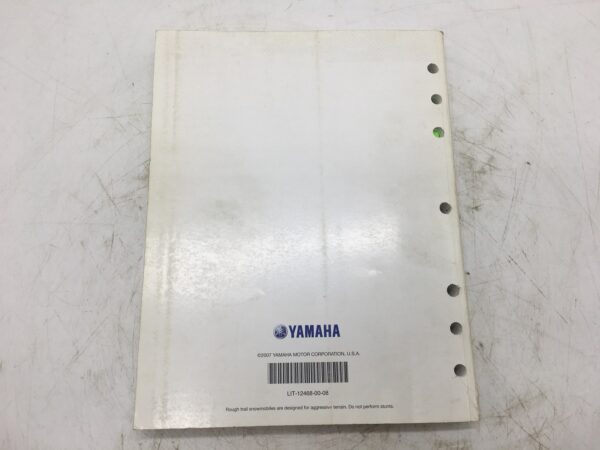 YAMAHA
©2007 YAMAHA MOTOR CORPORATION, U.S.A.
LIT-12468-00-08
Rough trail snowmobiles are designed for aggressive terrain. Do not perform stunts.